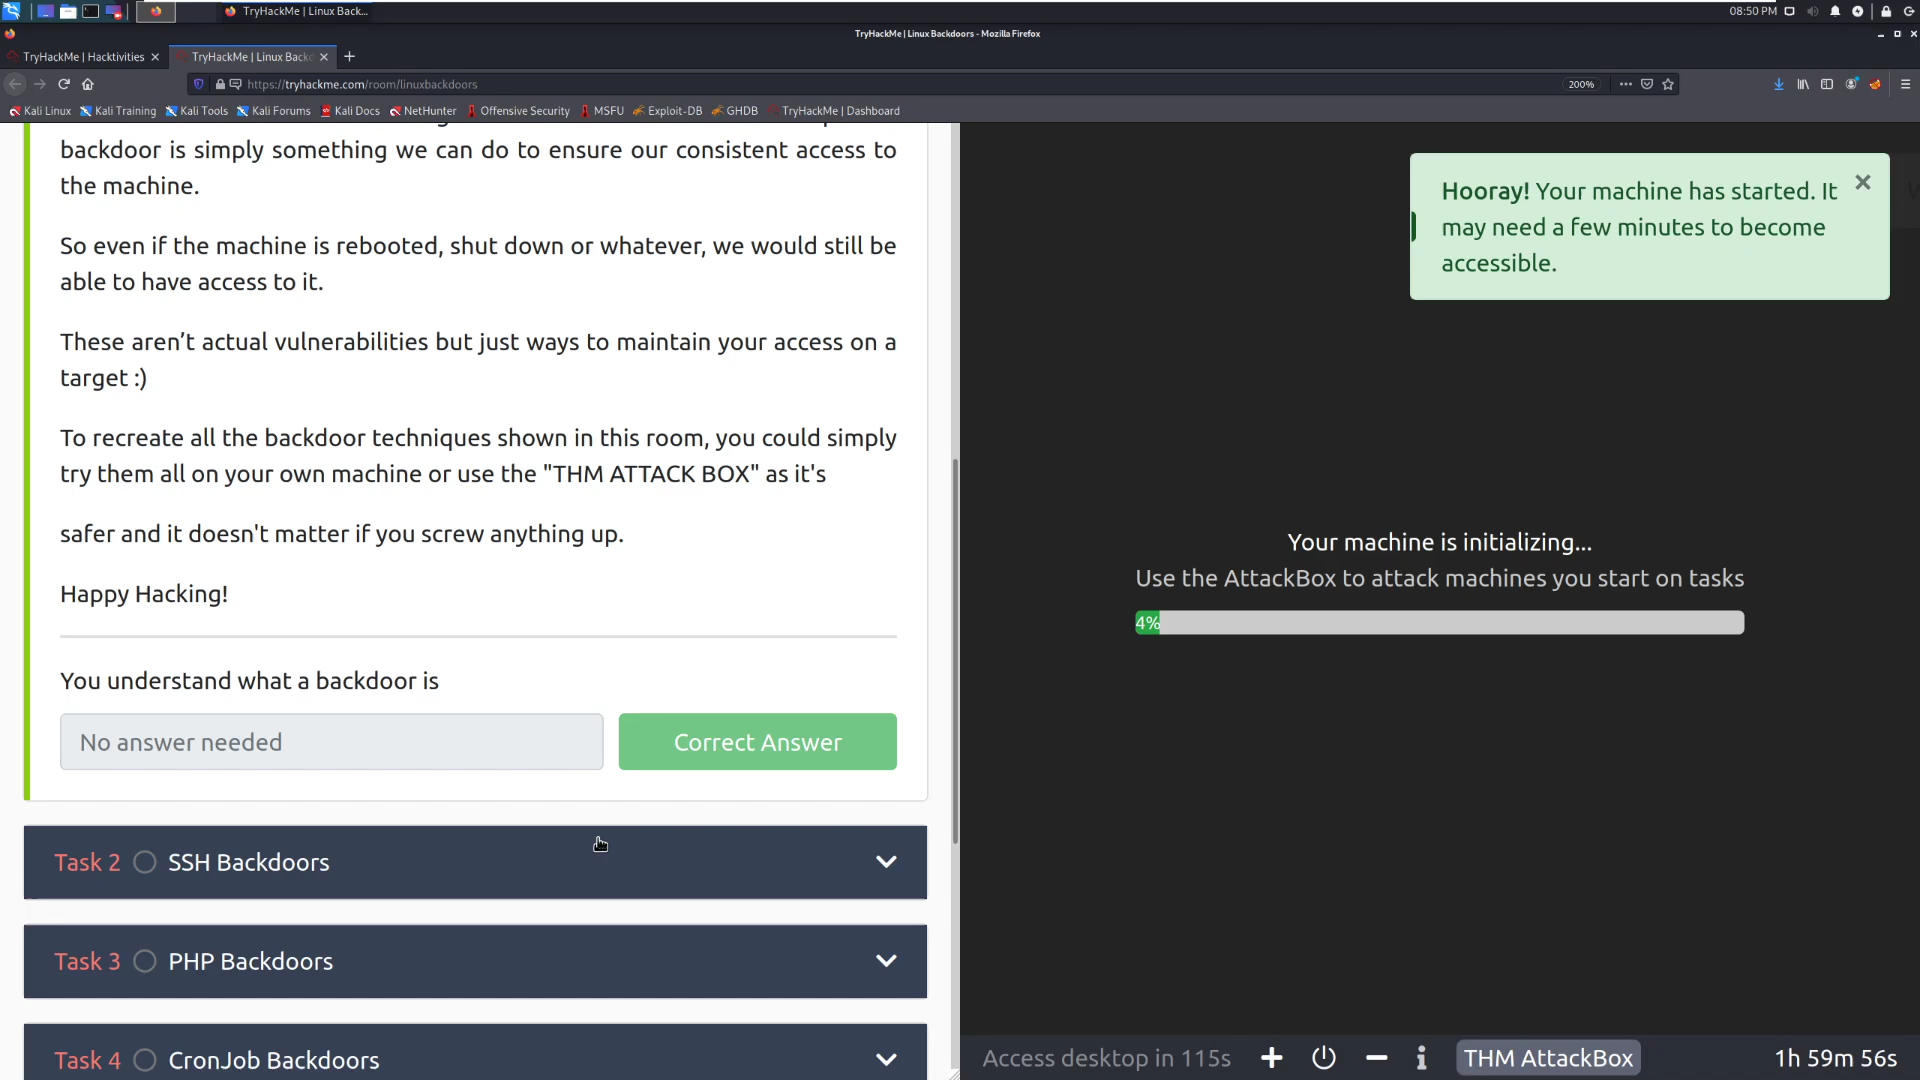 TryHackMe | Linux Back...
08:50 PM
TryHackMe | Linux Backdoors - Mozilla Firefox
TryHackMe | Hacktivities
TryHackMe | Linux Backd
https://tryhackme.com/room/linuxbackdoors
200%
Kali Linux
Kali Training
Kali Tools
Kali Forums
Kali Docs
NetHunter
Offensive Security
MSFU
Exploit-DB
GHDB
TryHackMe | Dashboard
backdoor is simply something we can do to ensure our consistent access to
the machine.
So even if the machine is rebooted, shut down or whatever, we would still be
able to have access to it.
These aren’t actual vulnerabilities but just ways to maintain your access on a
target :)
To recreate all the backdoor techniques shown in this room, you could simply
try them all on your own machine or use the "THM ATTACK BOX" as it's
safer and it doesn't matter if you screw anything up.
Happy Hacking!
You understand what a backdoor is
No answer needed
Correct Answer
Task 2 SSH Backdoors
Task 3 PHP Backdoors
Task 4 CronJob Backdoors
Hooray! Your machine has started. It
may need a few minutes to become
accessible.
Your machine is initializing...
Use the AttackBox to attack machines you start on tasks
4%
Access desktop in 115s
THM AttackBox
1h 59m 56s